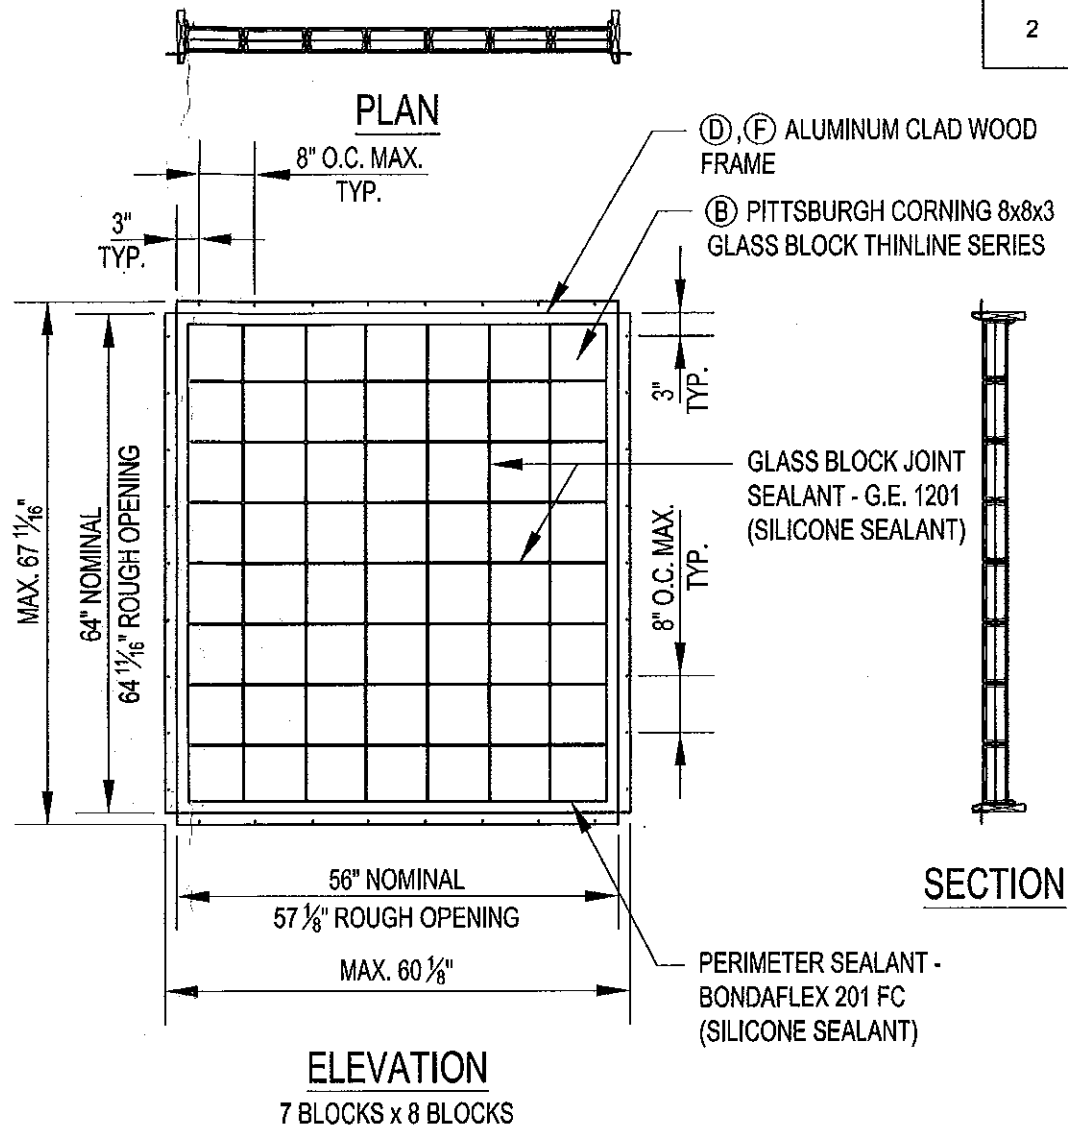 2
PLAN
8" O.C. MAX.
TYP.
3"
TYP.
Ⓓ,Ⓕ ALUMINUM CLAD WOOD
FRAME
Ⓑ PITTSBURGH CORNING 8x8x3
GLASS BLOCK THINLINE SERIES
3"
TYP.
GLASS BLOCK JOINT
SEALANT - G.E. 1201
(SILICONE SEALANT)
8" O.C. MAX.
TYP.
MAX. 67 11/16"
64" NOMINAL
64 11/16" ROUGH OPENING
56" NOMINAL
57 1/8" ROUGH OPENING
MAX. 60 1/8"
SECTION
PERIMETER SEALANT -
BONDAFLEX 201 FC
(SILICONE SEALANT)
ELEVATION
7 BLOCKS x 8 BLOCKS